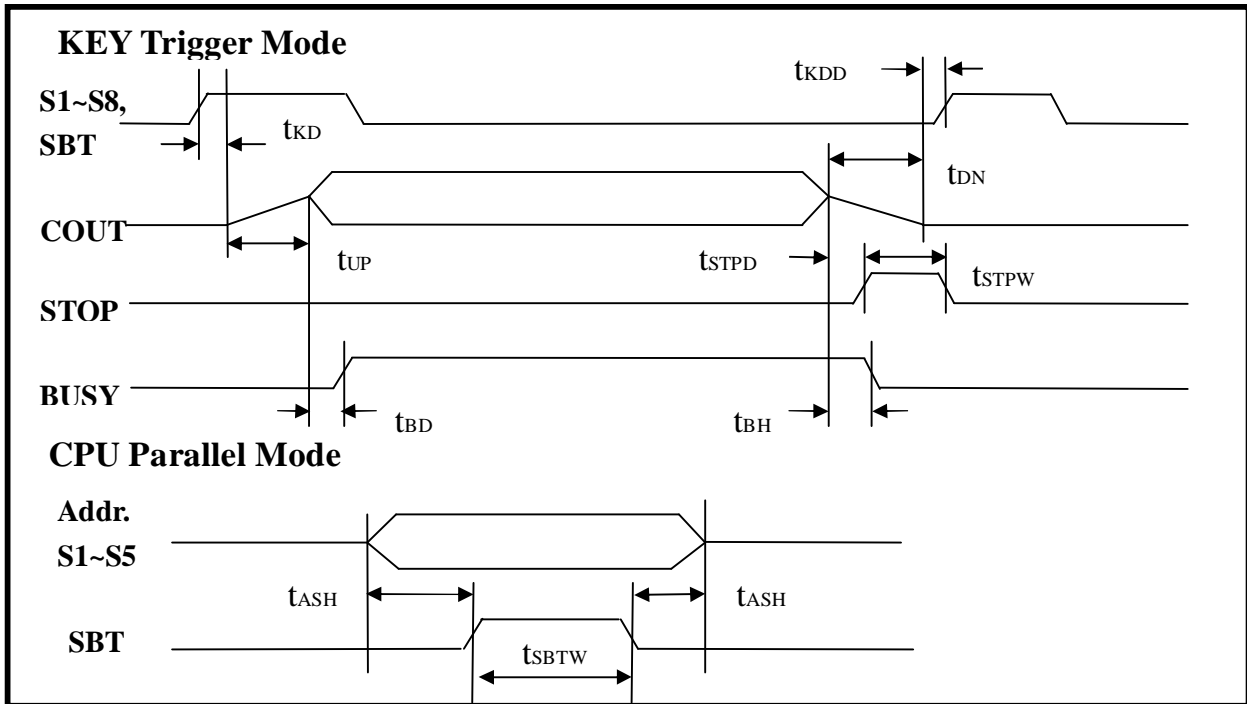 KEY Trigger Mode
tKDD
S1~S8,
SBT
tKD
tDN
COUT
tUP
tSTPD
tSTPW
STOP
BUSY
tBD
tBH
CPU Parallel Mode
Addr.
S1~S5
tASH
tASH
SBT
tSBTW